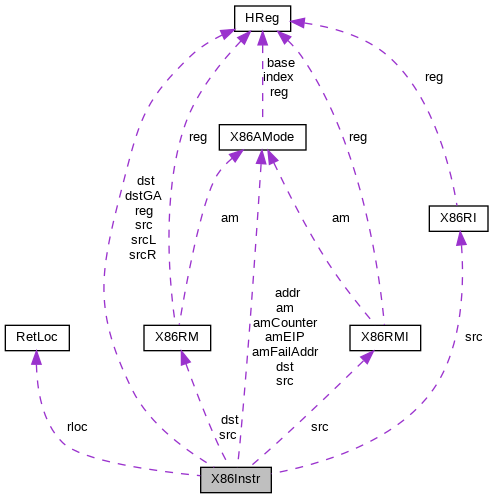 HReg
base
index
reg
reg
X86AMode
reg
reg
dst
dstGA
reg
src
srcL
srcR
am
am
X86RI
addr
am
amCounter
amEIP
amFailAddr
dst
src
RetLoc
X86RM
X86RMI
src
rloc
dst
src
src
X86Instr